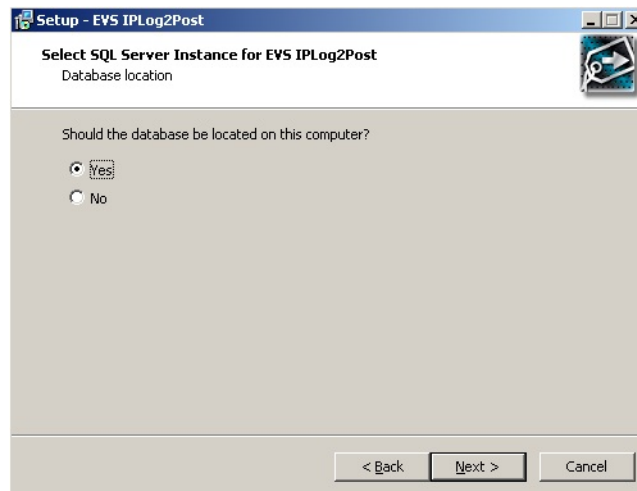 Setup - EVS IPLog2Post
Select SQL Server Instance for EVS IPLog2Post
Database location
Should the database be located on this computer?
Yes
No
< Back
Next >
Cancel